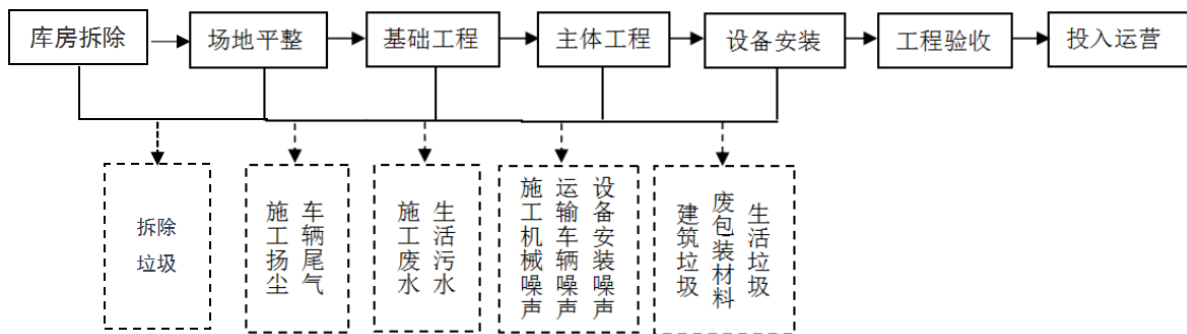 库房拆除
场地平整
基础工程
主体工程
设备安装
工程验收
投入运营
拆除
垃圾
施工扬尘
车辆尾气
施工废水
生活污水
施工机械噪声
运输车辆噪声
设备安装噪声
建筑垃圾
废包装材料
生活垃圾